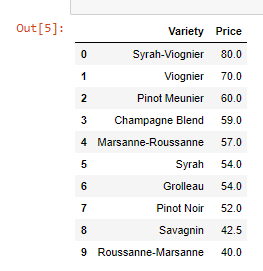 Out[5]:
Variety Price
0 Syrah-Viognier 80.0
1 Viognier 70.0
2 Pinot Meunier 60.0
3 Champagne Blend 59.0
4 Marsanne-Roussanne 57.0
5 Syrah 54.0
6 Grolleau 54.0
7 Pinot Noir 52.0
8 Savagnin 42.5
9 Roussanne-Marsanne 40.0